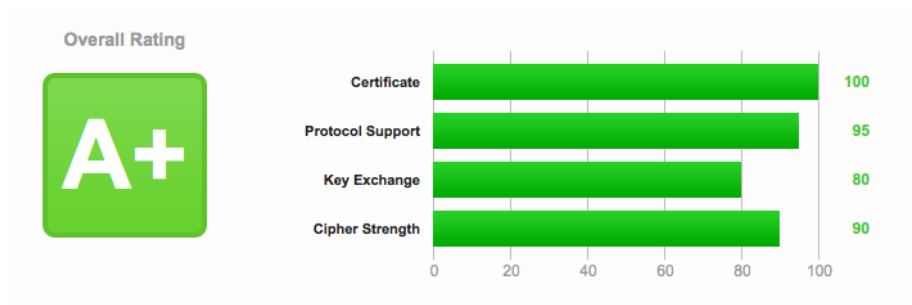 Overall Rating
A+
Certificate 100
Protocol Support 95
Key Exchange 80
Cipher Strength 90
0 20 40 60 80 100